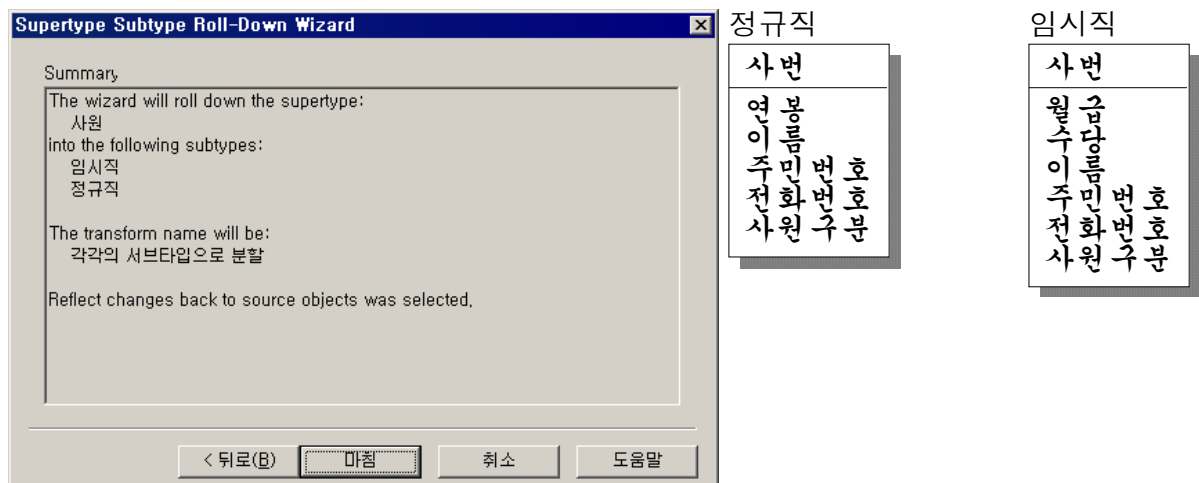 Supertype Subtype Roll-Down Wizard
Summary
The wizard will roll down the supertype:
사원
into the following subtypes:
임시직
정규직
The transform name will be:
각각의 서브타입으로 분할
Reflect changes back to source objects was selected.
< 뒤로(B)
마침
취소
도움말
정규직
사번
연봉
이름
주민번호
전화번호
사원구분
임시직
사번
월급
수당
이름
주민번호
전화번호
사원구분